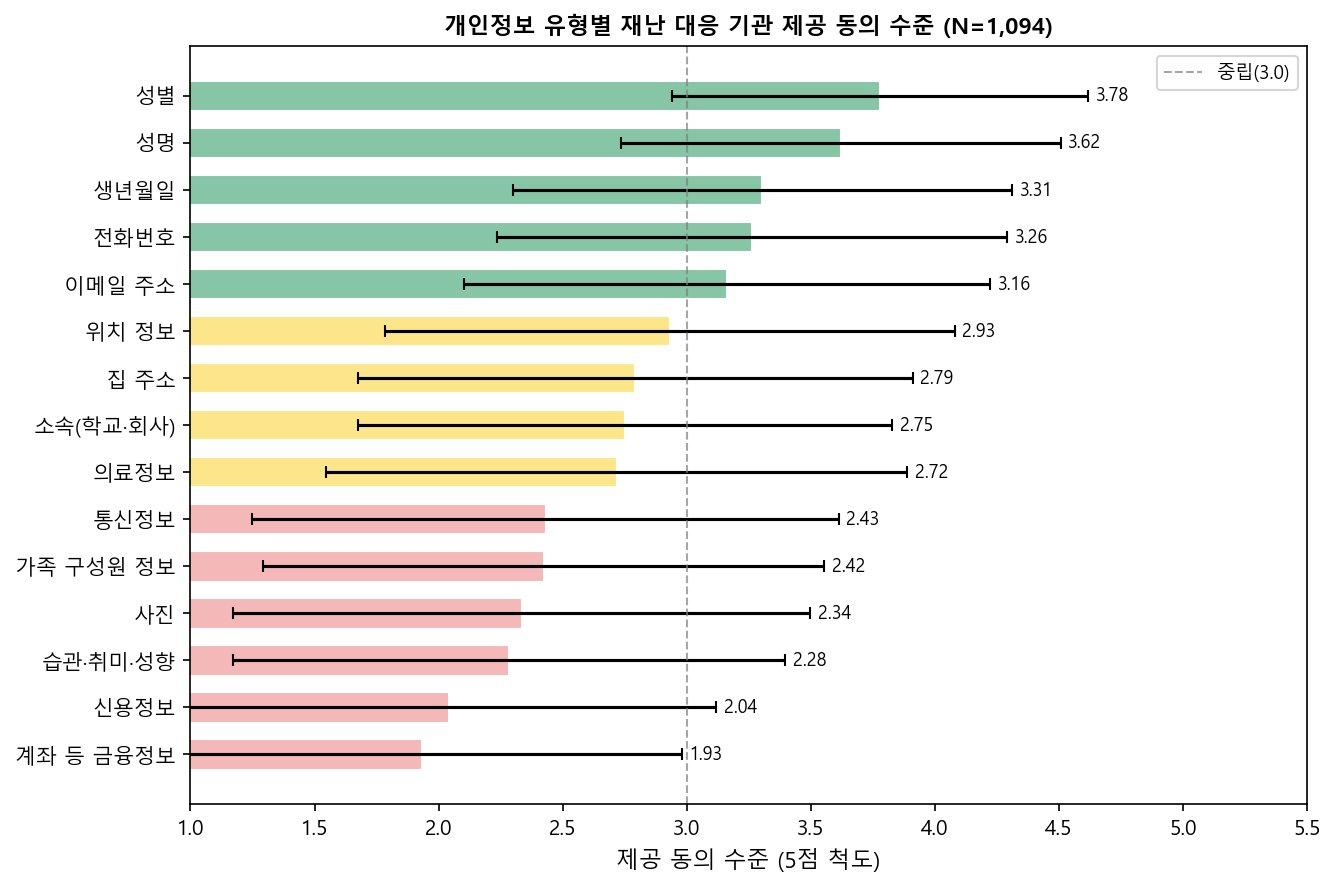 개인정보 유형별 재난 대응 기관 제공 동의 수준 (N=1,094)
중립(3.0)
성별 3.78
성명 3.62
생년월일 3.31
전화번호 3.26
이메일 주소 3.16
위치 정보 2.93
집 주소 2.79
소속(학교·회사) 2.75
의료정보 2.72
통신정보 2.43
가족 구성원 정보 2.42
사진 2.34
습관·취미·성향 2.28
신용정보 2.04
계좌 등 금융정보 1.93
1.0 1.5 2.0 2.5 3.0 3.5 4.0 4.5 5.0 5.5
제공 동의 수준 (5점 척도)